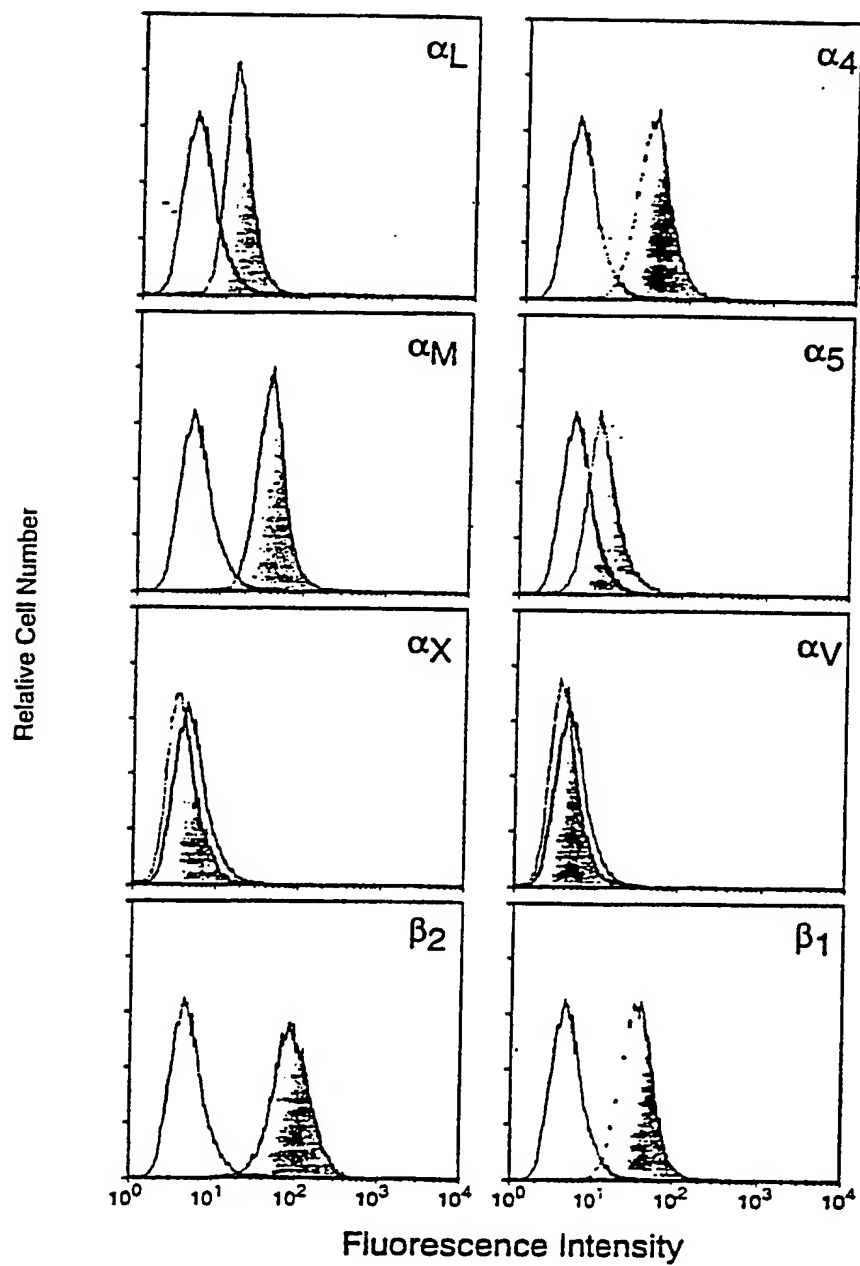 αL
α4
αM
α5
αX
αV
β2
β1
Relative Cell Number
10⁰ 10¹ 10² 10³ 10⁴
10⁰ 10¹ 10² 10³ 10⁴
Fluorescence Intensity